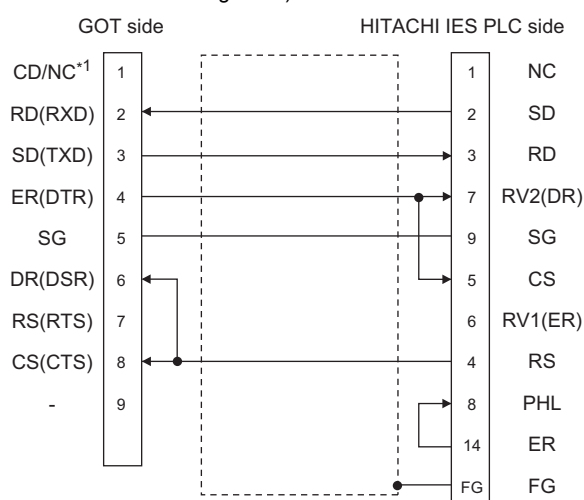 GOT side HITACHI IES PLC side
CD/NC*1 1 1 NC
RD(RXD) 2 2 SD
SD(TXD) 3 3 RD
ER(DTR) 4 7 RV2(DR)
SG 5 9 SG
DR(DSR) 6 5 CS
RS(RTS) 7 6 RV1(ER)
CS(CTS) 8 4 RS
- 9 8 PHL
14 ER
FG FG